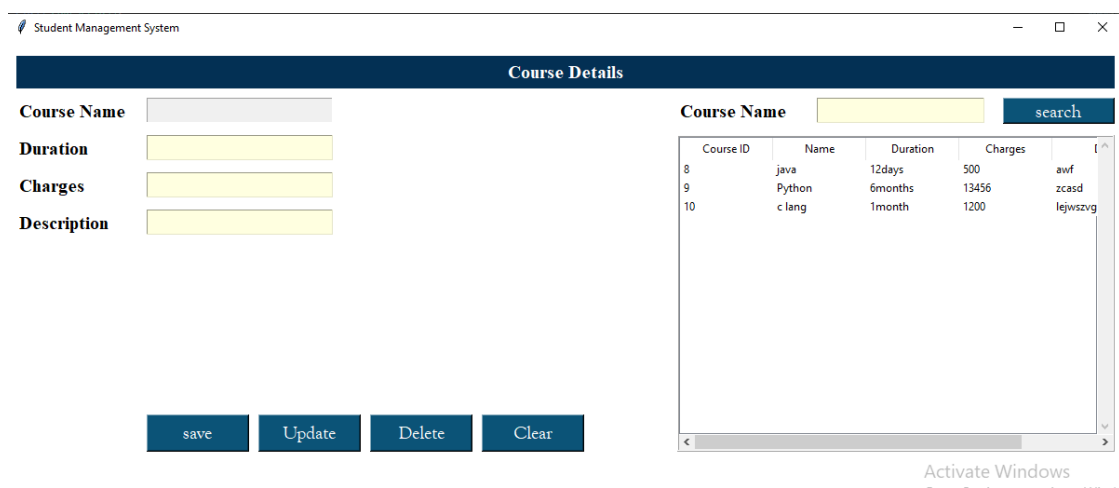 Student Management System
Course Details
Course Name
Duration
Charges
Description
save Update Delete Clear
Course Name search
Course ID Name Duration Charges
8 java 12days 500 awf
9 Python 6months 13456 zcasd
10 c lang 1month 1200 lejwszvg
Activate Windows